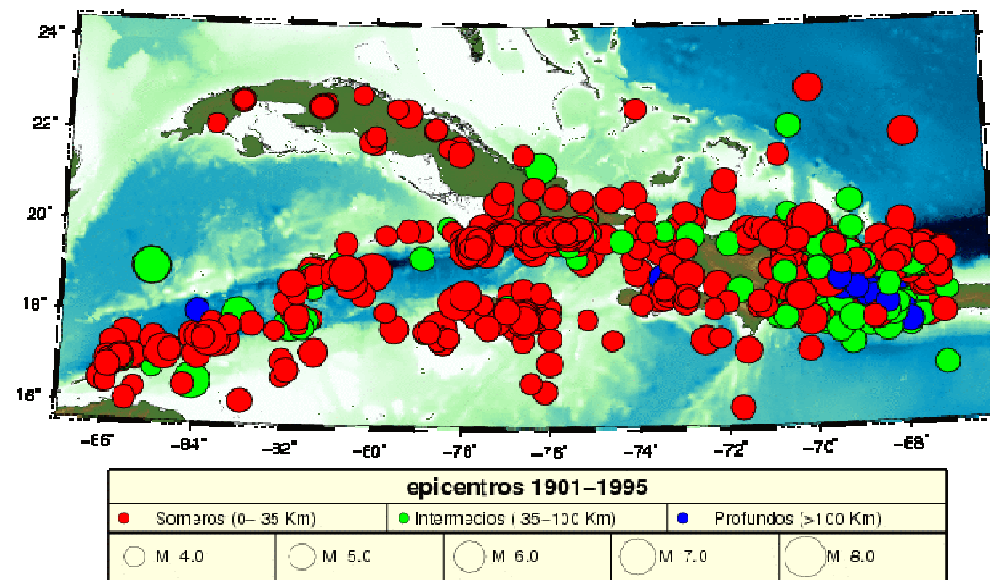 24°
22°
20°
18°
16°
−86° −84° −82° −80° −78° −76° −74° −72° −70° −68°
epicentros 1901−1995
Someros (0− 35 Km) Intermedios ( 35−100 Km) Profundos (>100 Km)
M 4.0 M 5.0 M 6.0 M 7.0 M 8.0